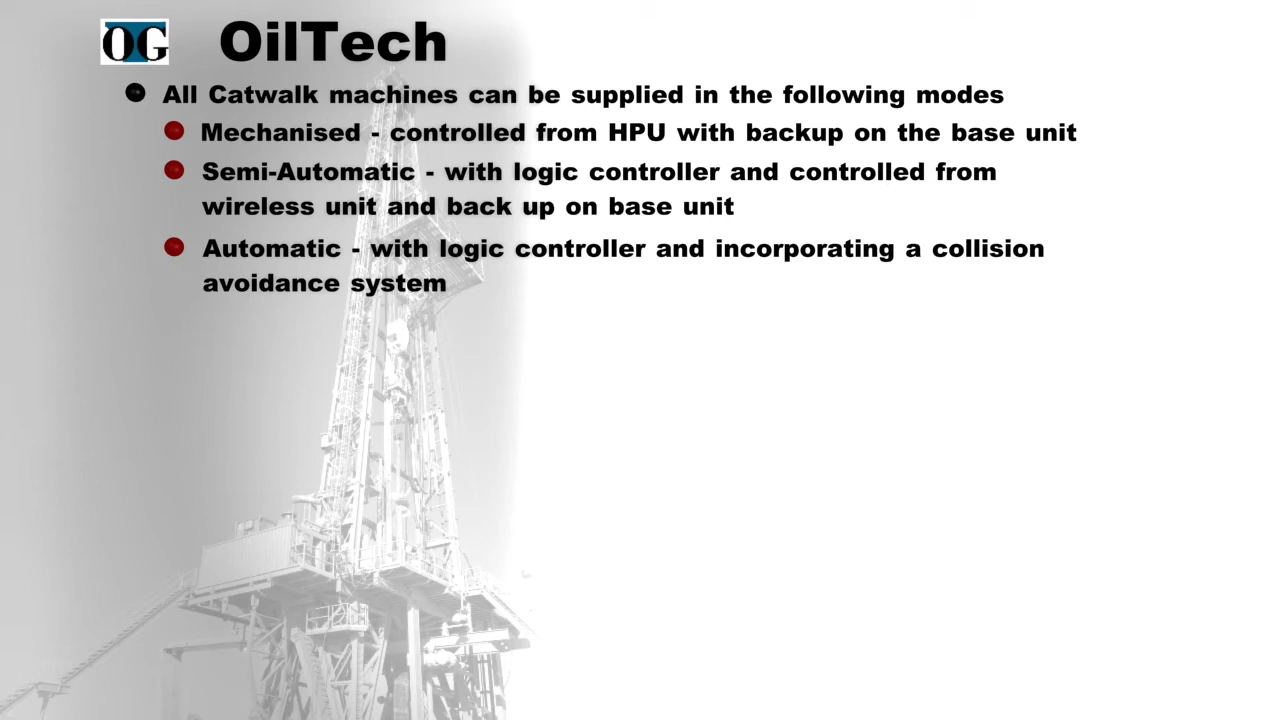 OG OilTech
All Catwalk machines can be supplied in the following modes
Mechanised - controlled from HPU with backup on the base unit
Semi-Automatic - with logic controller and controlled from
wireless unit and back up on base unit
Automatic - with logic controller and incorporating a collision
avoidance system